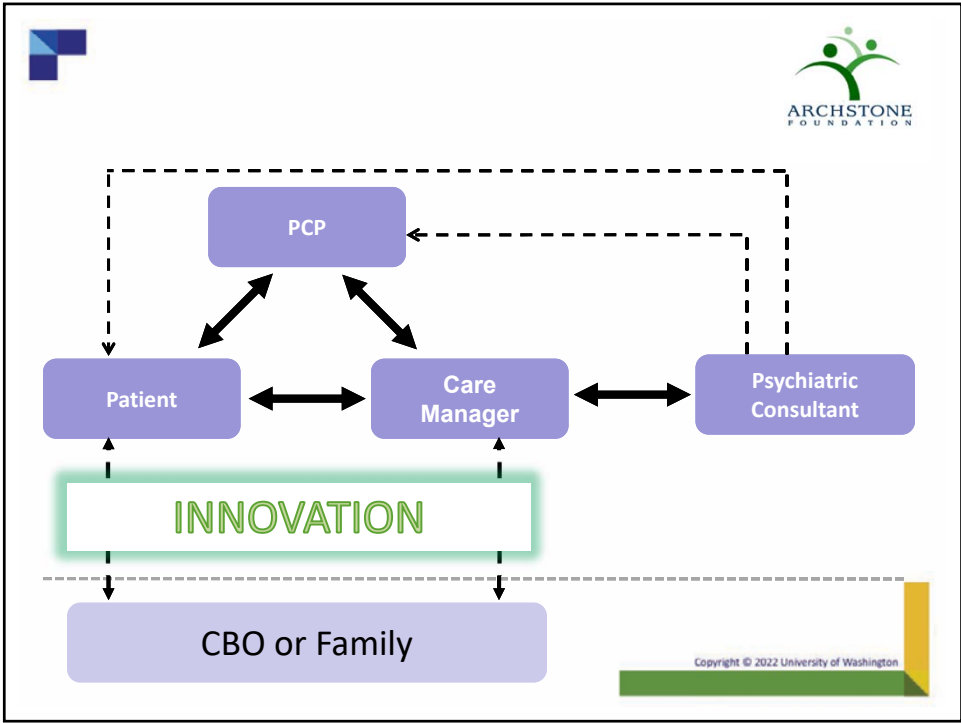 ARCHSTONE
FOUNDATION
PCP
Patient
Care
Manager
Psychiatric
Consultant
INNOVATION
CBO or Family
Copyright © 2022 University of Washington